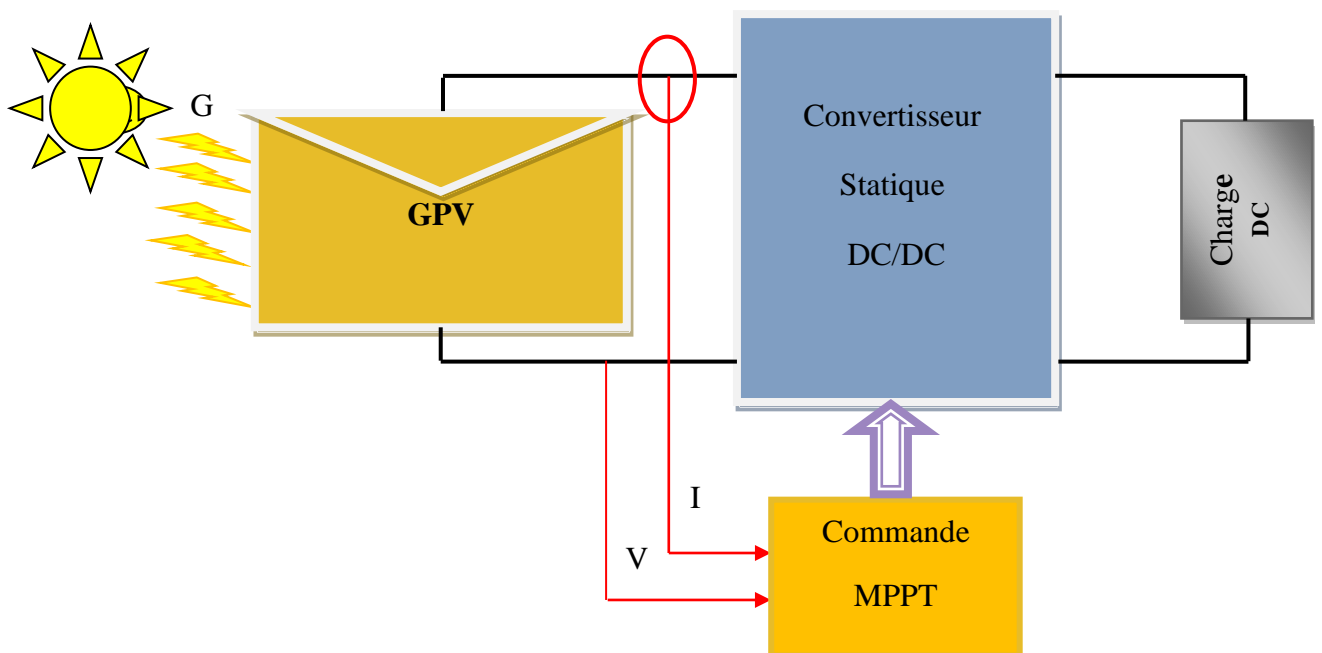 G
GPV
Convertisseur
Statique
DC/DC
Charge
DC
I
V
Commande
MPPT